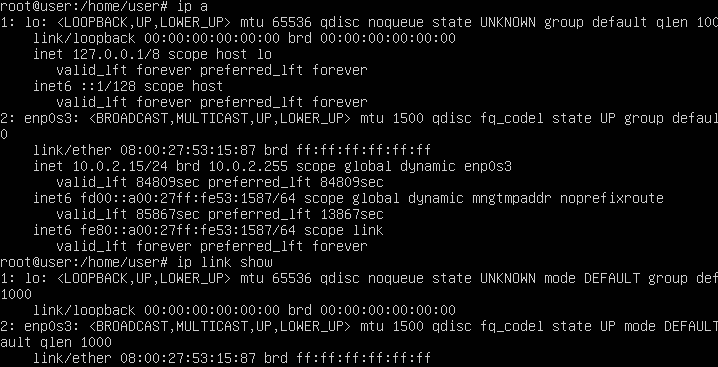 root@user:/home/user# ip a
1: lo: <LOOPBACK,UP,LOWER_UP> mtu 65536 qdisc noqueue state UNKNOWN group default qlen 100
link/loopback 00:00:00:00:00:00 brd 00:00:00:00:00:00
inet 127.0.0.1/8 scope host lo
valid_lft forever preferred_lft forever
inet6 ::1/128 scope host
valid_lft forever preferred_lft forever
2: enp0s3: <BROADCAST,MULTICAST,UP,LOWER_UP> mtu 1500 qdisc fq_codel state UP group defaul
0
link/ether 08:00:27:53:15:87 brd ff:ff:ff:ff:ff:ff
inet 10.0.2.15/24 brd 10.0.2.255 scope global dynamic enp0s3
valid_lft 84809sec preferred_lft 84809sec
inet6 fd00::a00:27ff:fe53:1587/64 scope global dynamic mngtmpaddr noprefixroute
valid_lft 85867sec preferred_lft 13867sec
inet6 fe80::a00:27ff:fe53:1587/64 scope link
valid_lft forever preferred_lft forever
root@user:/home/user# ip link show
1: lo: <LOOPBACK,UP,LOWER_UP> mtu 65536 qdisc noqueue state UNKNOWN mode DEFAULT group def
1000
link/loopback 00:00:00:00:00:00 brd 00:00:00:00:00:00
2: enp0s3: <BROADCAST,MULTICAST,UP,LOWER_UP> mtu 1500 qdisc fq_codel state UP mode DEFAULT
ault qlen 1000
link/ether 08:00:27:53:15:87 brd ff:ff:ff:ff:ff:ff